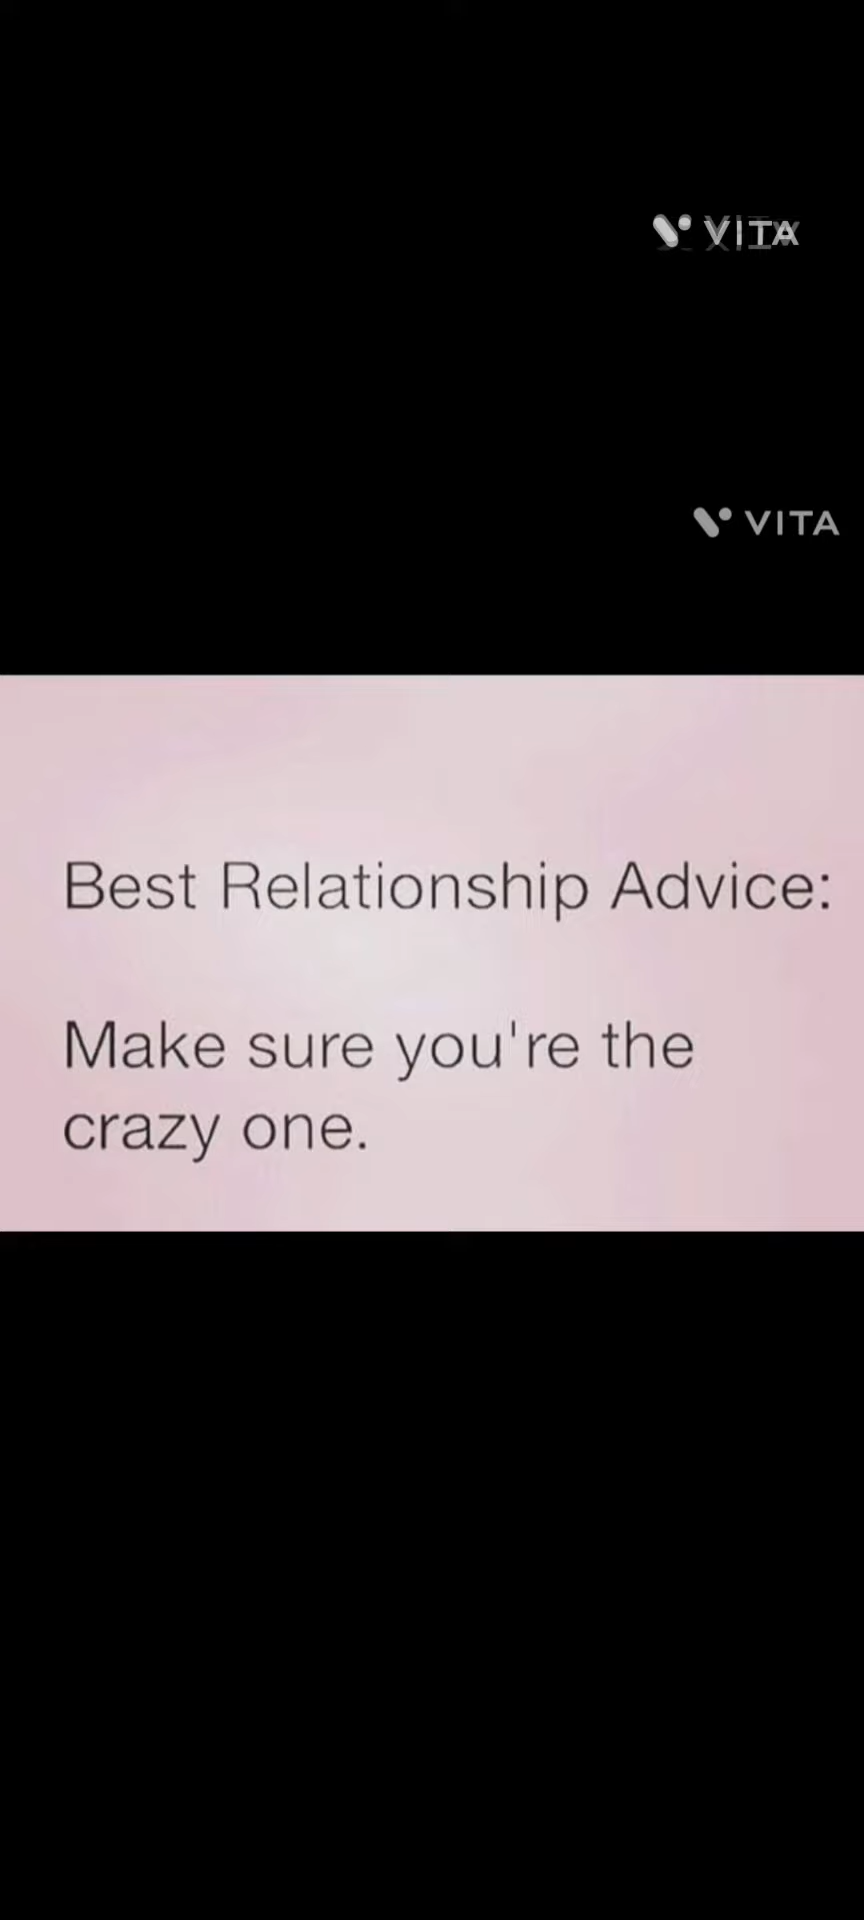 VITA
VITA
Best Relationship Advice:
Make sure you're the
crazy one.